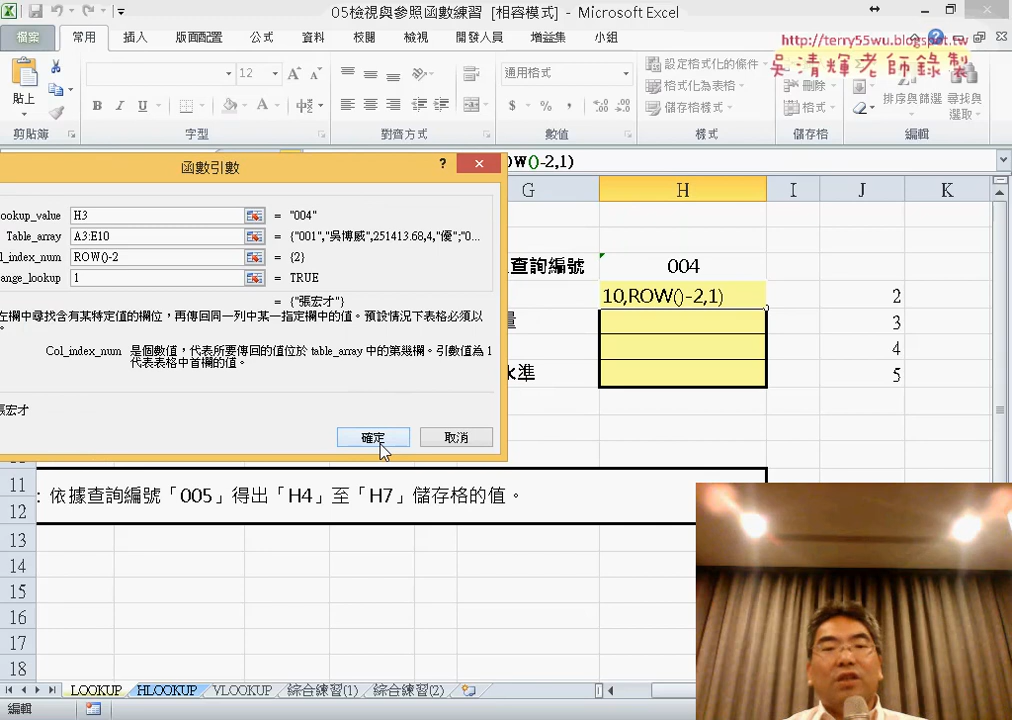 05檢視與參照函數練習 [相容模式] - Microsoft Excel
檔案 常用 插入 版面配置 公式 資料 校閱 檢視 開發人員 增益集 小組
http://terry55wu.blogspot.tw
吳清輝老師錄製
貼上
12
通用格式
設定格式化的條件
格式化為表格
儲存格樣式
刪除
格式
排序與篩選
尋找與
選取
剪貼簿 字型 對齊方式 數值 樣式 儲存格 編輯
OW()-2,1)
函數引數
ookup_value H3 = "004"
Table_array A3:E10 = {"001","吳博威",251413.68,4,"優";"0...
l_index_num ROW()-2 = {2}
ange_lookup 1 = TRUE
= {"張宏才"}
左欄中尋找含有某特定值的欄位，再傳回同一列中某一指定欄中的值。預設情況下表格必須以
Col_index_num 是個數值，代表所要傳回的值位於 table_array 中的第幾欄。引數值為 1
代表表格中首欄的值。
張宏才
確定 取消
G H I J K
查詢編號 004
10,ROW()-2,1) 2
量 3
4
水準 5
11
: 依據查詢編號「005」得出「H4」至「H7」儲存格的值。
12
13
14
15
16
17
18
LOOKUP HLOOKUP VLOOKUP 綜合練習(1) 綜合練習(2)
編輯